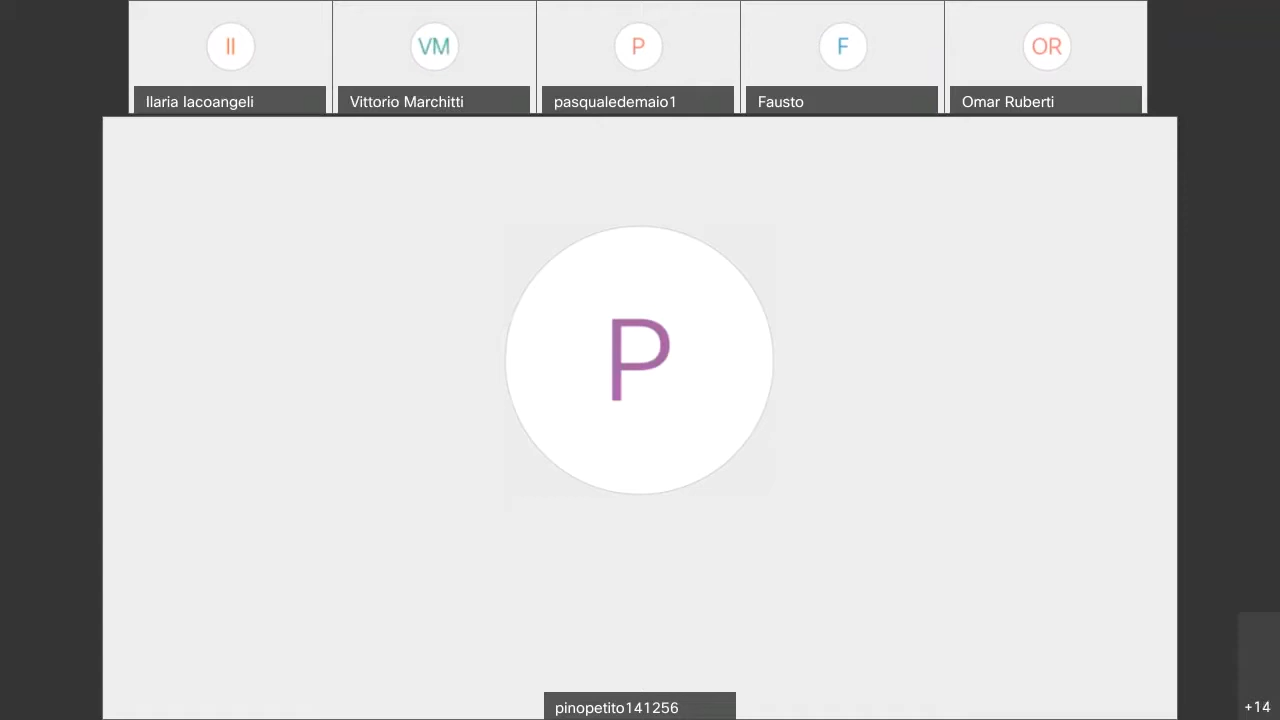 II
VM
P
F
OR
Ilaria Iacoangeli
Vittorio Marchitti
pasqualedemaio1
Fausto
Omar Ruberti
P
pinopetito141256
+14